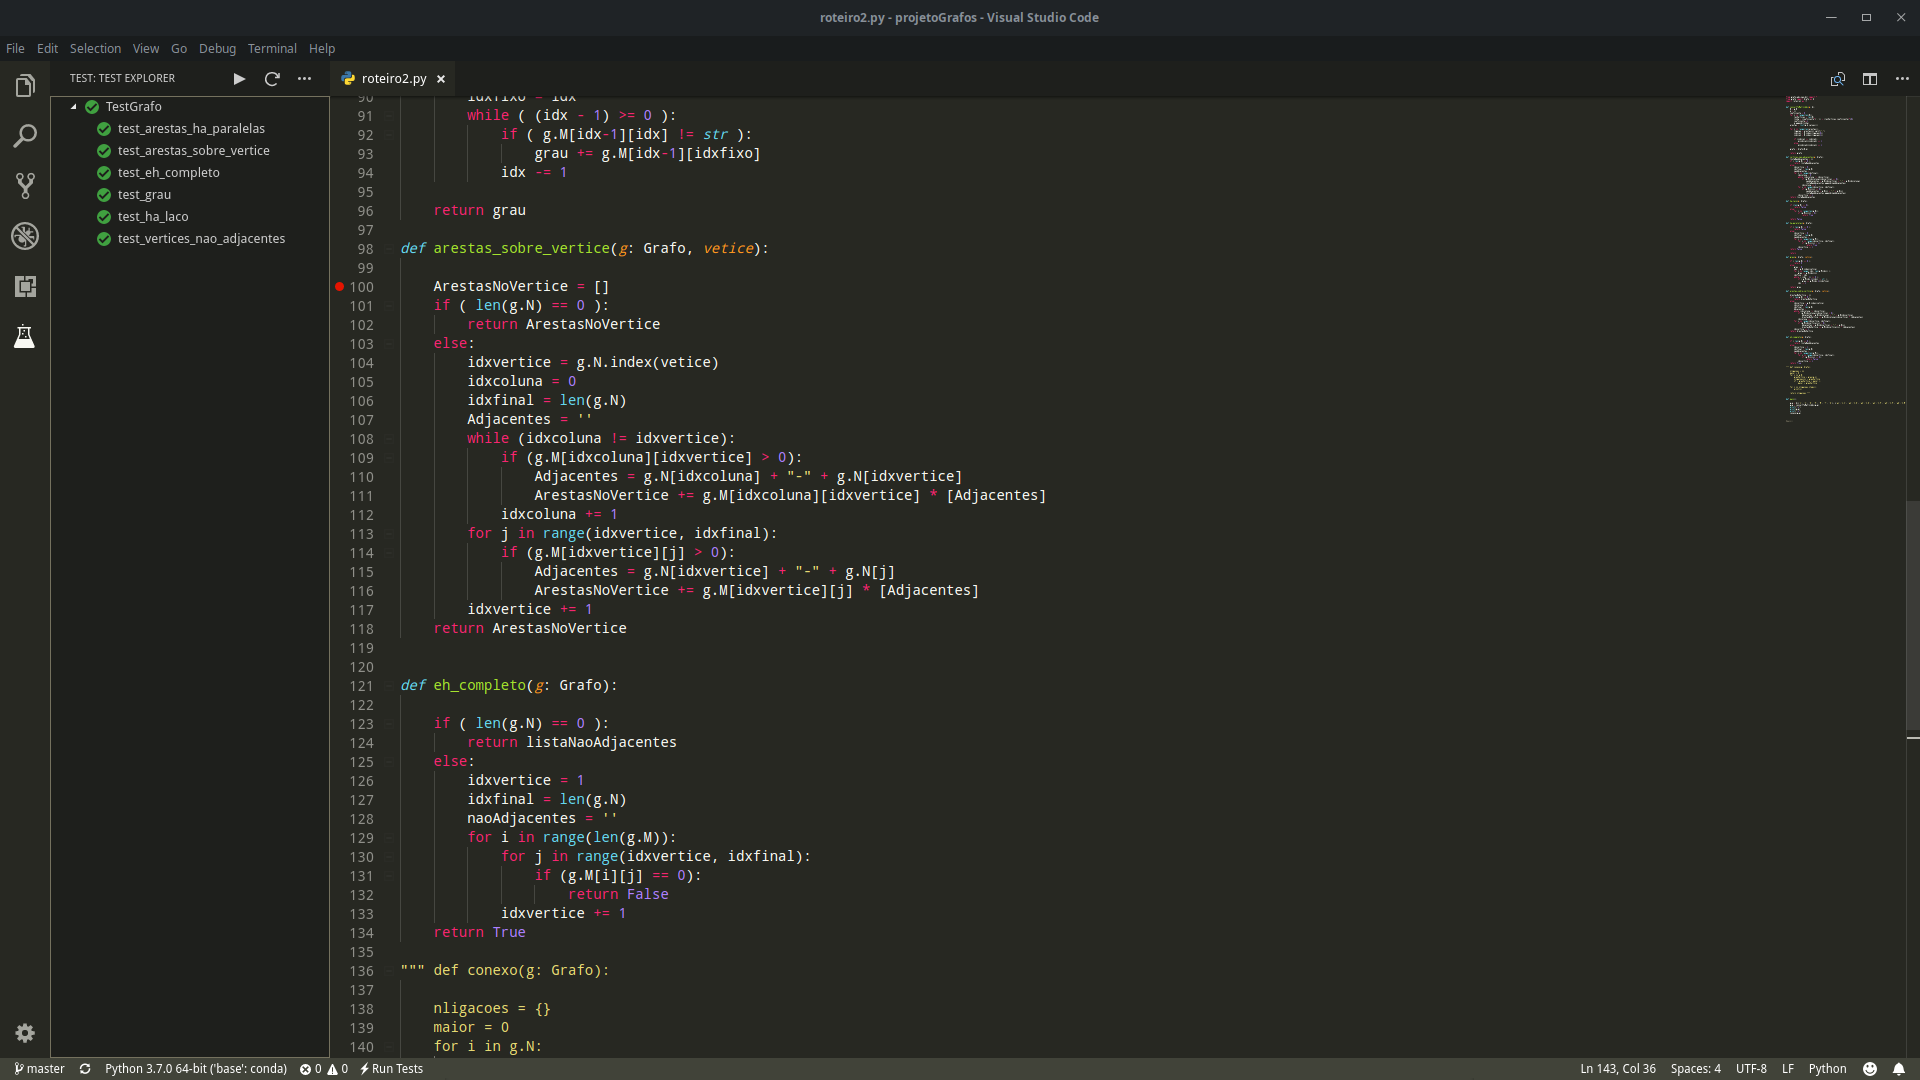 roteiro2.py - projetoGrafos - Visual Studio Code
File Edit Selection View Go Debug Terminal Help
TEST: TEST EXPLORER
roteiro2.py
TestGrafo
test_arestas_ha_paralelas
test_arestas_sobre_vertice
test_eh_completo
test_grau
test_ha_laco
test_vertices_nao_adjacentes
90 idxfixo = idx
91 while ( (idx - 1) >= 0 ):
92 if ( g.M[idx-1][idx] != str ):
93 grau += g.M[idx-1][idxfixo]
94 idx -= 1
95
96 return grau
97
98 def arestas_sobre_vertice(g: Grafo, vetice):
99
100 ArestasNoVertice = []
101 if ( len(g.N) == 0 ):
102 return ArestasNoVertice
103 else:
104 idxvertice = g.N.index(vetice)
105 idxcoluna = 0
106 idxfinal = len(g.N)
107 Adjacentes = ''
108 while (idxcoluna != idxvertice):
109 if (g.M[idxcoluna][idxvertice] > 0):
110 Adjacentes = g.N[idxcoluna] + "-" + g.N[idxvertice]
111 ArestasNoVertice += g.M[idxcoluna][idxvertice] * [Adjacentes]
112 idxcoluna += 1
113 for j in range(idxvertice, idxfinal):
114 if (g.M[idxvertice][j] > 0):
115 Adjacentes = g.N[idxvertice] + "-" + g.N[j]
116 ArestasNoVertice += g.M[idxvertice][j] * [Adjacentes]
117 idxvertice += 1
118 return ArestasNoVertice
119
120
121 def eh_completo(g: Grafo):
122
123 if ( len(g.N) == 0 ):
124 return listaNaoAdjacentes
125 else:
126 idxvertice = 1
127 idxfinal = len(g.N)
128 naoAdjacentes = ''
129 for i in range(len(g.M)):
130 for j in range(idxvertice, idxfinal):
131 if (g.M[i][j] == 0):
132 return False
133 idxvertice += 1
134 return True
135
136 """ def conexo(g: Grafo):
137
138 nligacoes = {}
139 maior = 0
140 for i in g.N:
master Python 3.7.0 64-bit ('base': conda) 0 0 Run Tests Ln 143, Col 36 Spaces: 4 UTF-8 LF Python